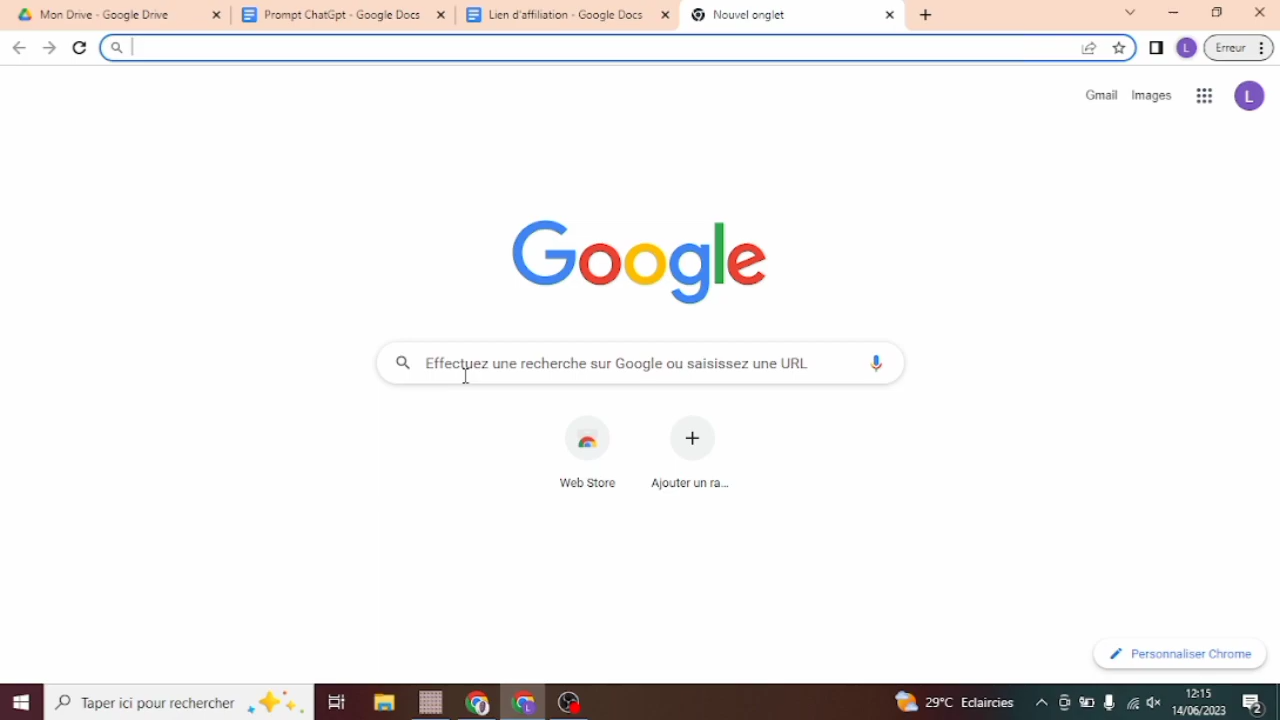 Mon Drive - Google Drive
Prompt ChatGpt - Google Docs
Lien d'affiliation - Google Docs
Nouvel onglet
L
Erreur
Gmail
Images
L
Google
Effectuez une recherche sur Google ou saisissez une URL
Web Store
Ajouter un ra...
Personnaliser Chrome
Taper ici pour rechercher
L
29°C Eclaircies
12:15
14/06/2023
2